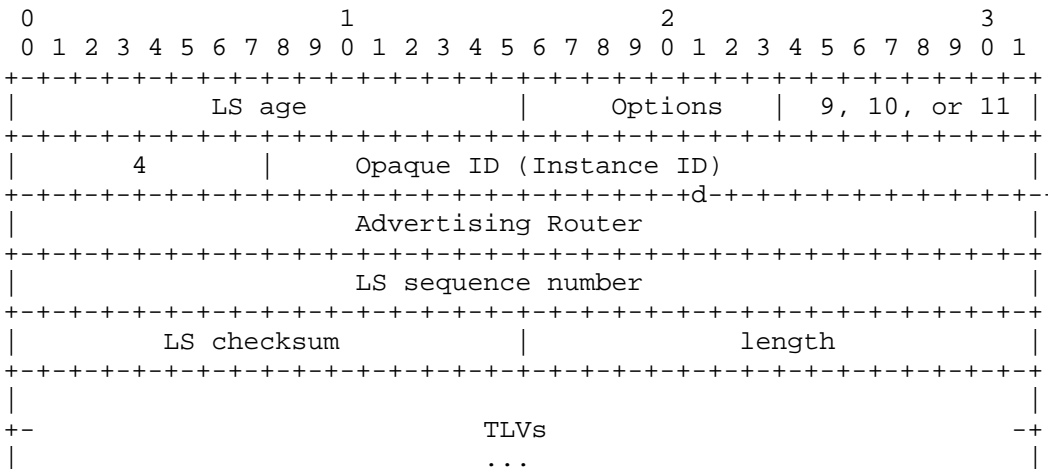 0                   1                   2                   3
 0 1 2 3 4 5 6 7 8 9 0 1 2 3 4 5 6 7 8 9 0 1 2 3 4 5 6 7 8 9 0 1
+-+-+-+-+-+-+-+-+-+-+-+-+-+-+-+-+-+-+-+-+-+-+-+-+-+-+-+-+-+-+-+-+
|            LS age             |     Options   |  9, 10, or 11 |
+-+-+-+-+-+-+-+-+-+-+-+-+-+-+-+-+-+-+-+-+-+-+-+-+-+-+-+-+-+-+-+-+
|       4       |     Opaque ID (Instance ID)                   |
+-+-+-+-+-+-+-+-+-+-+-+-+-+-+-+-+-+-+-+-+-+d-+-+-+-+-+-+-+-+-+-+--
|                     Advertising Router                        |
+-+-+-+-+-+-+-+-+-+-+-+-+-+-+-+-+-+-+-+-+-+-+-+-+-+-+-+-+-+-+-+-+
|                     LS sequence number                        |
+-+-+-+-+-+-+-+-+-+-+-+-+-+-+-+-+-+-+-+-+-+-+-+-+-+-+-+-+-+-+-+-+
|         LS checksum           |             length            |
+-+-+-+-+-+-+-+-+-+-+-+-+-+-+-+-+-+-+-+-+-+-+-+-+-+-+-+-+-+-+-+-+
|                                                               |
+-                            TLVs                             -+
|                             ...                               |